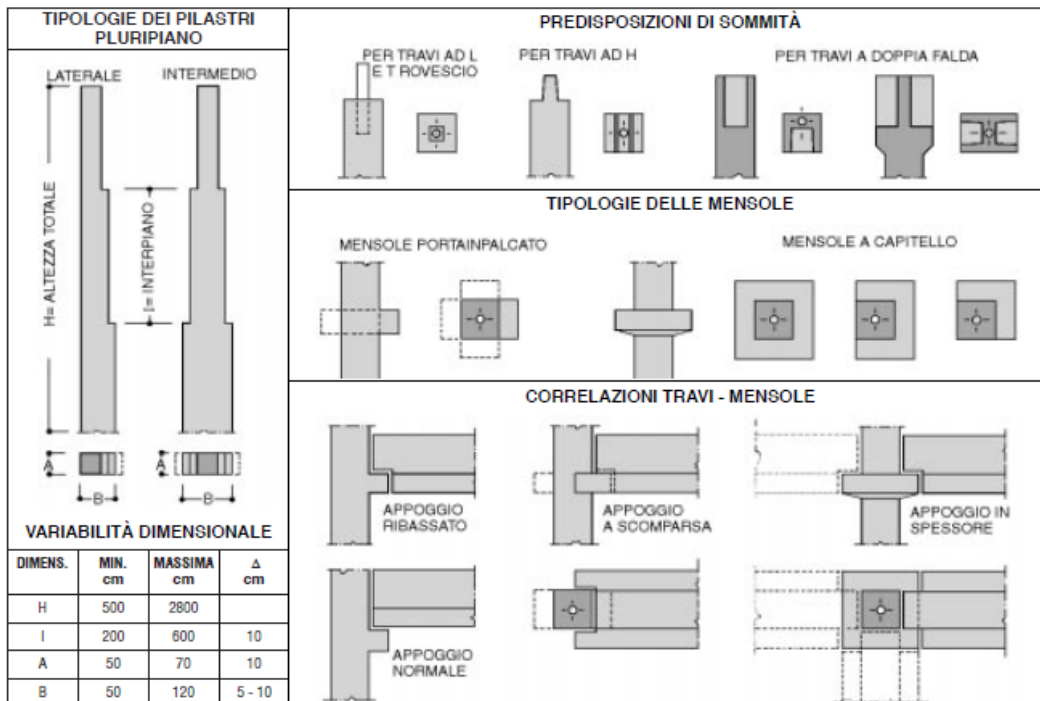 TIPOLOGIE DEI PILASTRI
PLURIPIANO
LATERALE
INTERMEDIO
H= ALTEZZA TOTALE
I= INTERPIANO
A
A
B
B
VARIABILITÀ DIMENSIONALE
DIMENS. MIN. cm MASSIMA cm Δ cm
H 500 2800
I 200 600 10
A 50 70 10
B 50 120 5 - 10
PREDISPOSIZIONI DI SOMMITÀ
PER TRAVI AD L
E T ROVESCIO
PER TRAVI AD H
PER TRAVI A DOPPIA FALDA
TIPOLOGIE DELLE MENSOLE
MENSOLE PORTAINPALCATO
MENSOLE A CAPITELLO
CORRELAZIONI TRAVI - MENSOLE
APPOGGIO
RIBASSATO
APPOGGIO
A SCOMPARSA
APPOGGIO IN
SPESSORE
APPOGGIO
NORMALE